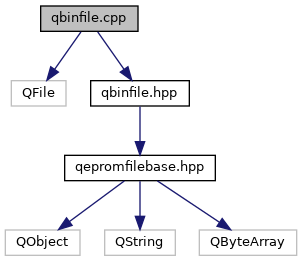 qbinfile.cpp
QFile
qbinfile.hpp
qepromfilebase.hpp
QObject
QString
QByteArray